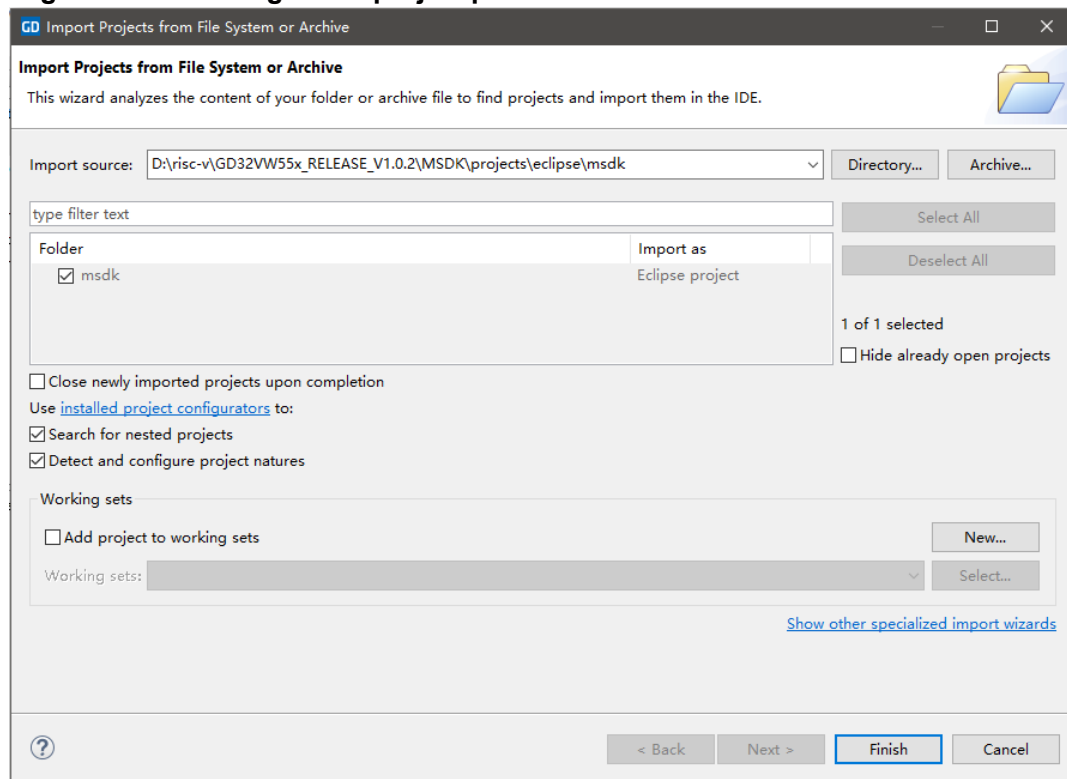 GD Import Projects from File System or Archive
Import Projects from File System or Archive
This wizard analyzes the content of your folder or archive file to find projects and import them in the IDE.
Import source: D:\risc-v\GD32VW55x_RELEASE_V1.0.2\MSDK\projects\eclipse\msdk Directory... Archive...
type filter text Select All
Folder Import as
Deselect All
msdk Eclipse project
1 of 1 selected
Hide already open projects
Close newly imported projects upon completion
Use installed project configurators to:
Search for nested projects
Detect and configure project natures
Working sets
Add project to working sets New...
Working sets: Select...
Show other specialized import wizards
? < Back Next > Finish Cancel